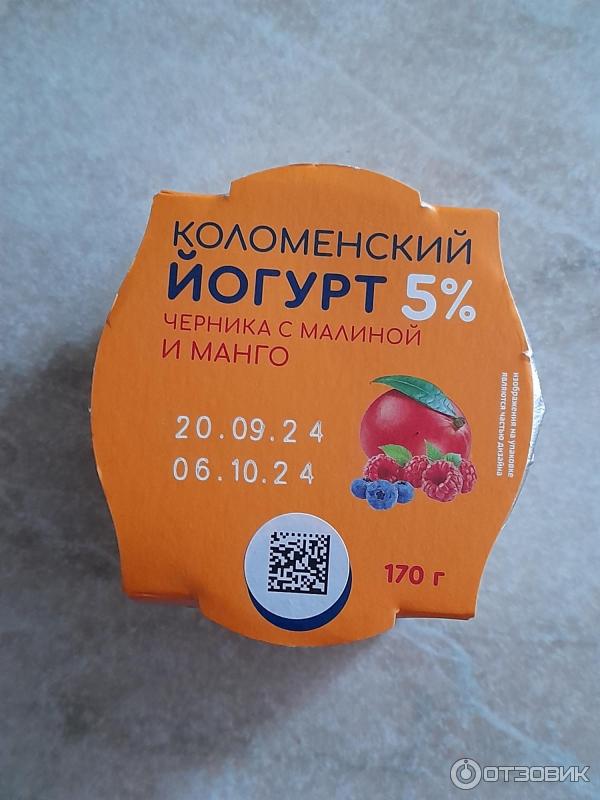 КОЛОМЕНСКИЙ
ЙОГУРТ 5%
ЧЕРНИКА С МАЛИНОЙ
И МАНГО
изображения на упаковке
являются частью дизайна
20.09.24
06.10.24
170 г
ОТЗОВИК